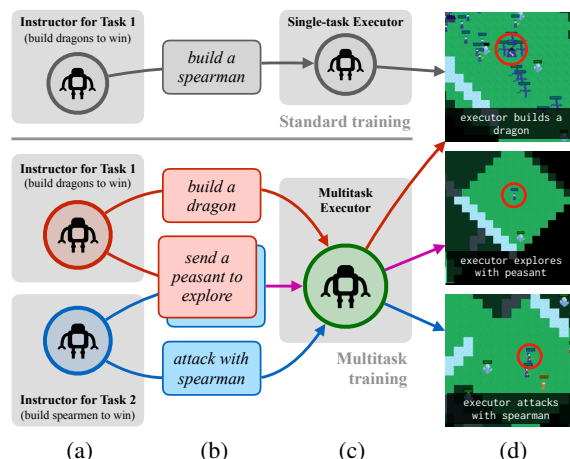 Instructor for Task 1
(build dragons to win)
build a
spearman
Single-task Executor
Standard training
executor builds a
dragon
Instructor for Task 1
(build dragons to win)
build a
dragon
send a
peasant to
explore
attack with
spearman
Instructor for Task 2
(build spearmen to win)
Multitask
Executor
Multitask
training
executor explores
with peasant
executor attacks
with spearman
(a)
(b)
(c)
(d)